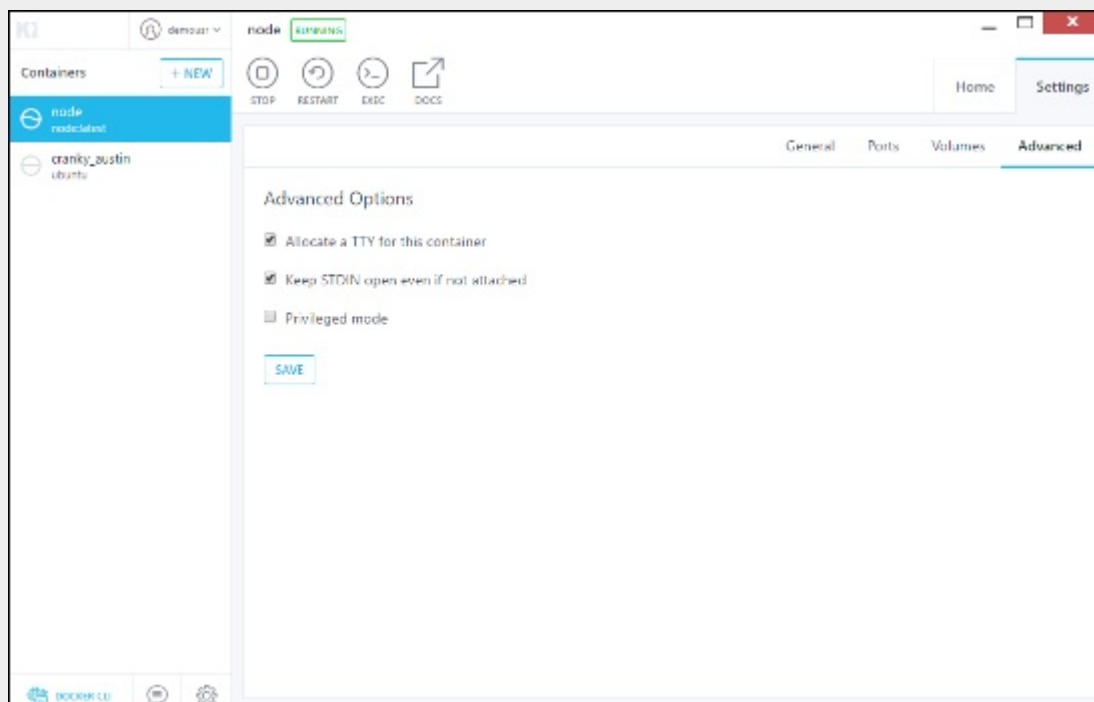 demousr
node RUNNING
Containers
+ NEW
STOP
RESTART
EXEC
DOCS
Home
Settings
node
node:latest
cranky_austin
ubuntu
General
Ports
Volumes
Advanced
Advanced Options
Allocate a TTY for this container
Keep STDIN open even if not attached
Privileged mode
SAVE
DOCKER CLI